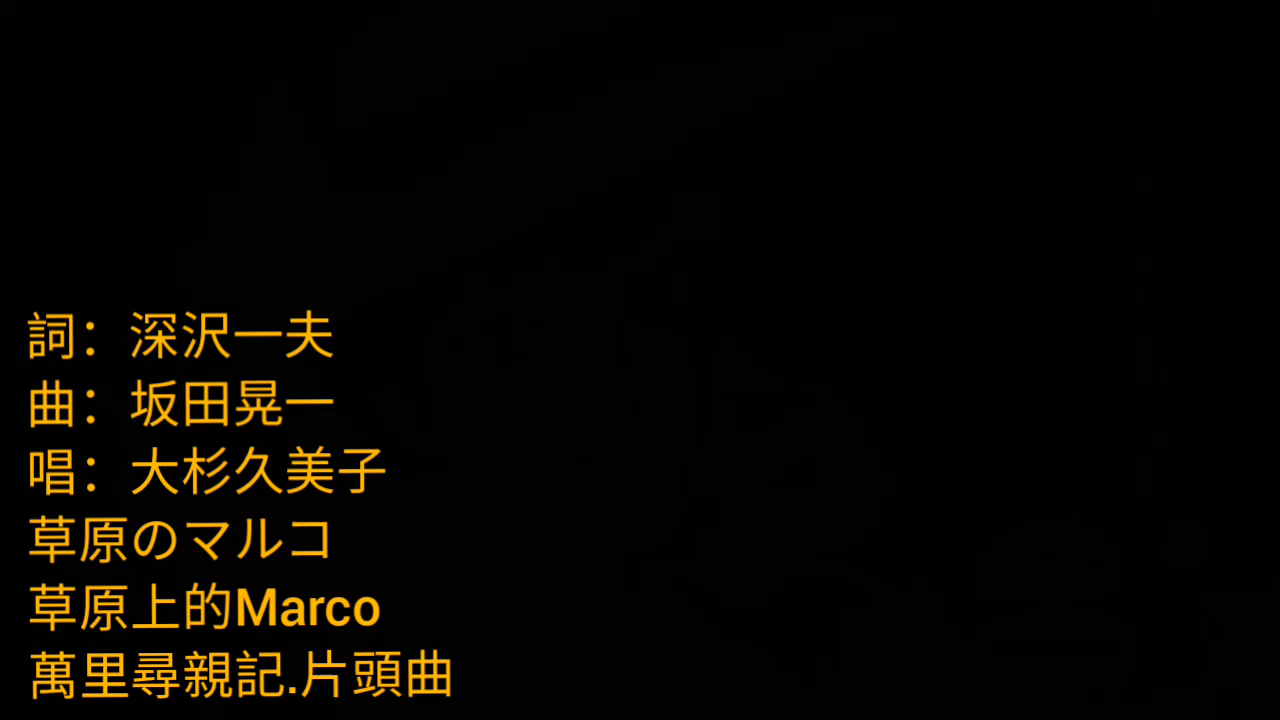 詞：深沢一夫
曲：坂田晃一
唱：大杉久美子
草原のマルコ
草原上的Marco
萬里尋親記.片頭曲